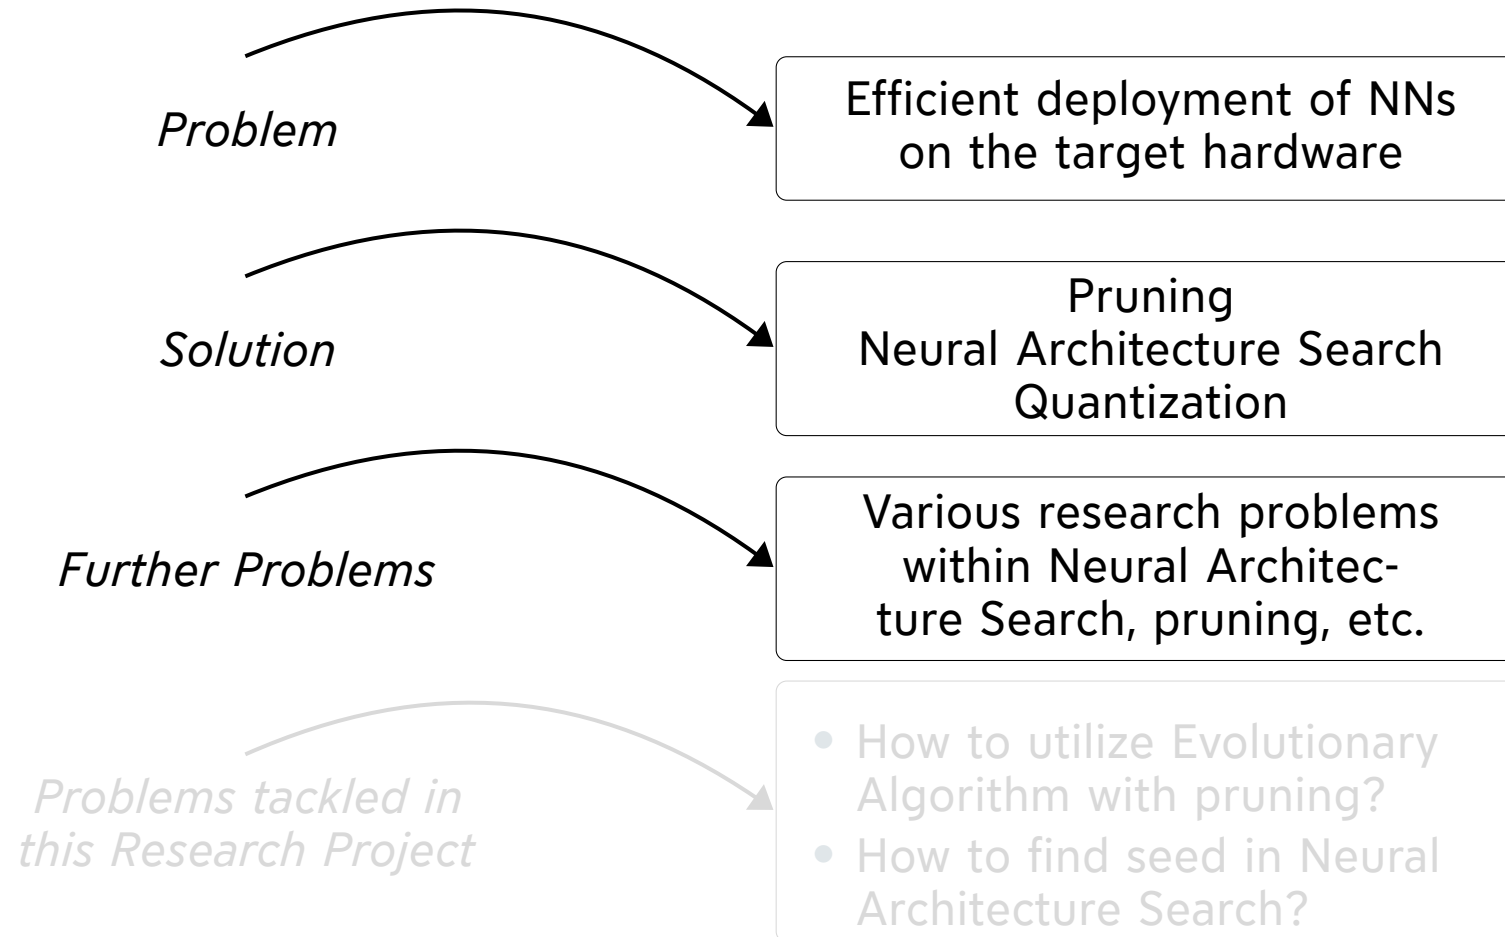 Problem
Efficient deployment of NNs
on the target hardware
Solution
Pruning
Neural Architecture Search
Quantization
Further Problems
Various research problems
within Neural Architec-
ture Search, pruning, etc.
Problems tackled in
this Research Project
• How to utilize Evolutionary
Algorithm with pruning?
• How to find seed in Neural
Architecture Search?